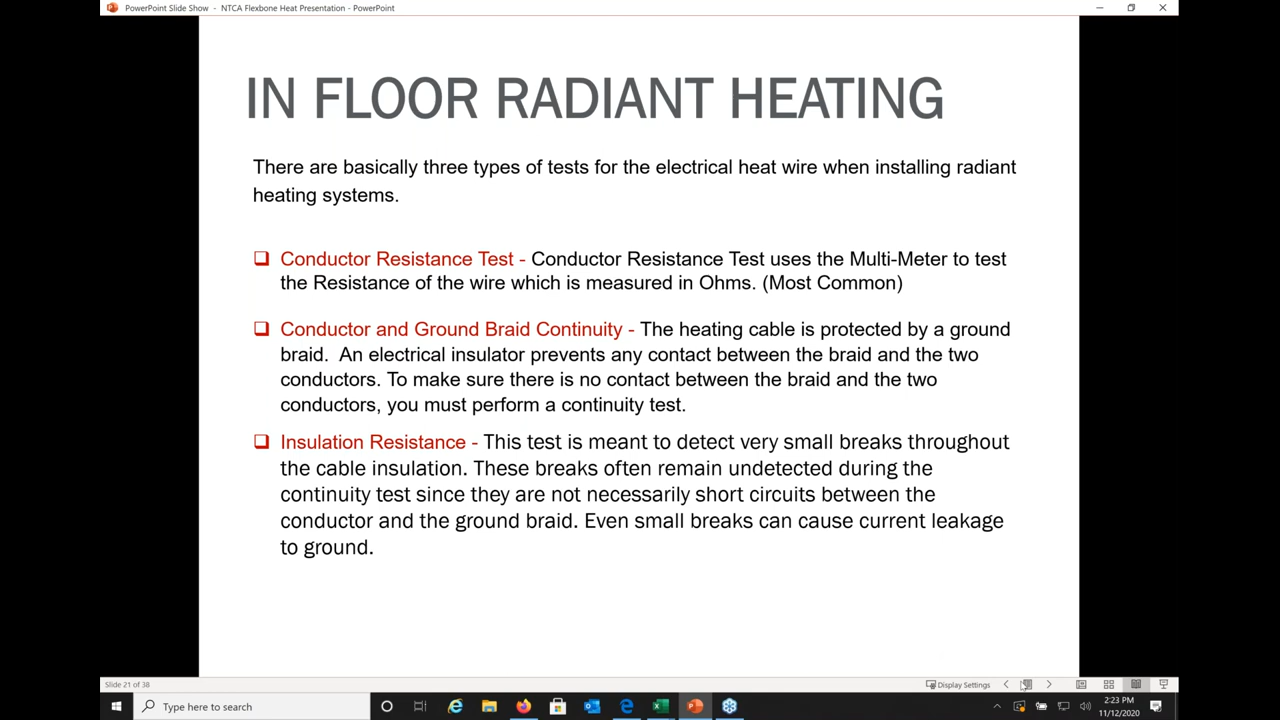 PowerPoint Slide Show - NTCA Flexbone Heat Presentation - PowerPoint
IN FLOOR RADIANT HEATING
There are basically three types of tests for the electrical heat wire when installing radiant
heating systems.
Conductor Resistance Test - Conductor Resistance Test uses the Multi-Meter to test
the Resistance of the wire which is measured in Ohms. (Most Common)
Conductor and Ground Braid Continuity - The heating cable is protected by a ground
braid. An electrical insulator prevents any contact between the braid and the two
conductors. To make sure there is no contact between the braid and the two
conductors, you must perform a continuity test.
Insulation Resistance - This test is meant to detect very small breaks throughout
the cable insulation. These breaks often remain undetected during the
continuity test since they are not necessarily short circuits between the
conductor and the ground braid. Even small breaks can cause current leakage
to ground.
Slide 21 of 38
Display Settings
Type here to search
2:23 PM
11/12/2020